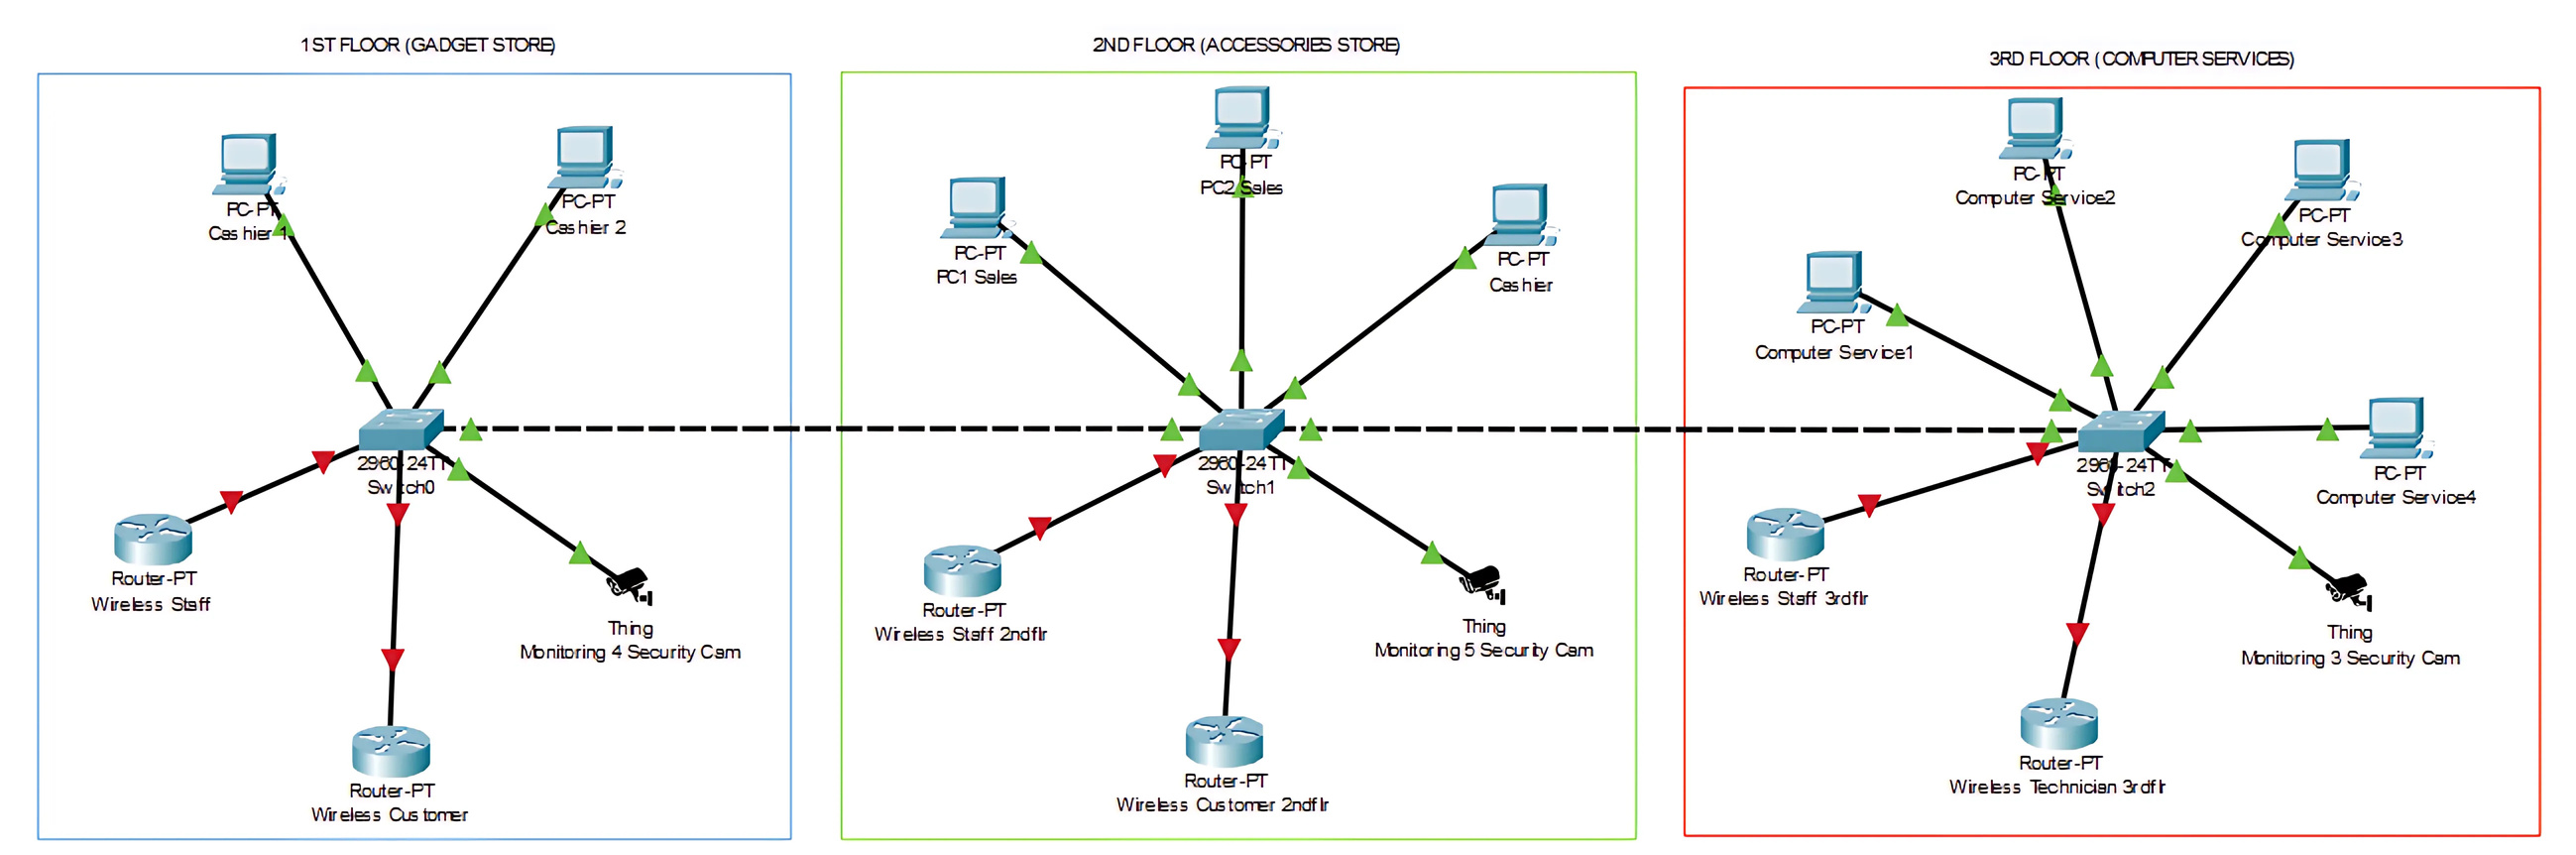 1ST FLOOR (GADGET STORE)
PC-PT
Cashier 1
PC-PT
Cashier 2
2960-24TT
Switch0
Router-PT
Wireless Staff
Router-PT
Wireless Customer
Thing
Monitoring 4 Security Cam
2ND FLOOR (ACCESSORIES STORE)
PC-PT
PC1 Sales
PC-PT
PC2 Sales
PC-PT
Cashier
2960-24TT
Switch1
Router-PT
Wireless Staff 2ndflr
Router-PT
Wireless Customer 2ndflr
Thing
Monitoring 5 Security Cam
3RD FLOOR (COMPUTER SERVICES)
PC-PT
Computer Service1
PC-PT
Computer Service2
PC-PT
Computer Service3
PC-PT
Computer Service4
2960-24TT
Switch2
Router-PT
Wireless Staff 3rdflr
Router-PT
Wireless Technician 3rdflr
Thing
Monitoring 3 Security Cam